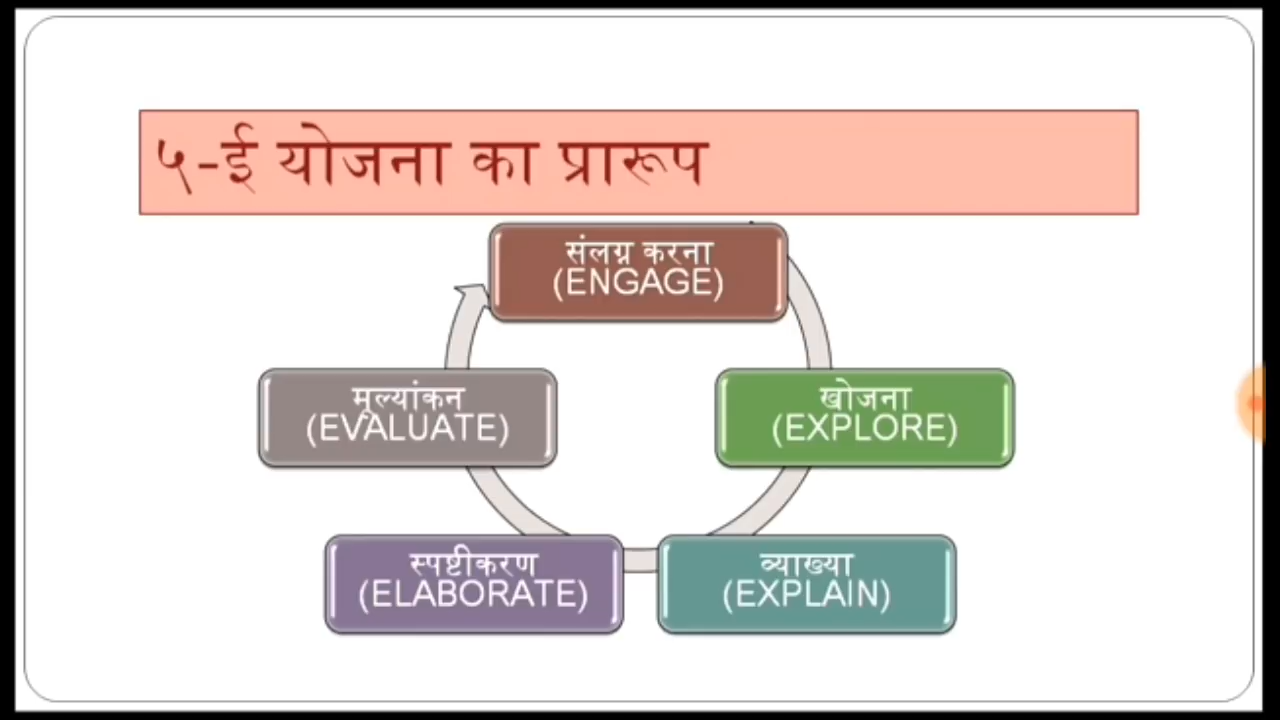 ५-ई योजना का प्रारूप
संलग्न करना
(ENGAGE)
खोजना
(EXPLORE)
व्याख्या
(EXPLAIN)
स्पष्टीकरण
(ELABORATE)
मूल्यांकन
(EVALUATE)